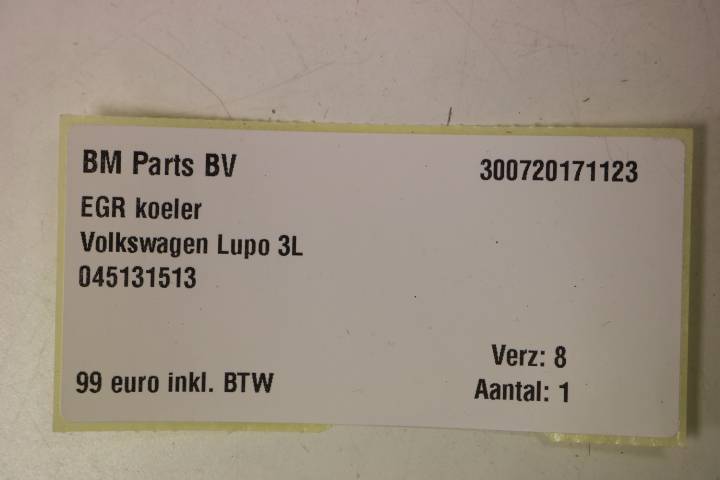 BM Parts BV 300720171123
EGR koeler
Volkswagen Lupo 3L
045131513
Verz: 8
99 euro inkl. BTW Aantal: 1